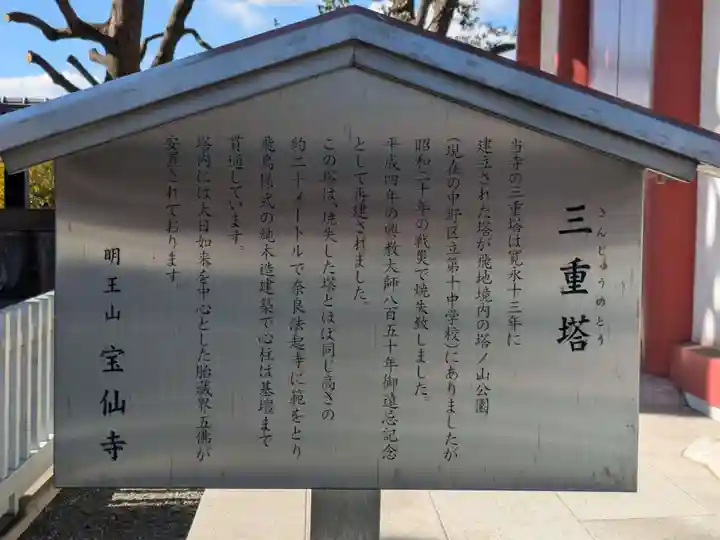 三重塔
さんじゅうのとう
当寺の三重塔は寛永十三年に
建立された塔が飛地境内の塔ノ山公園
(現在の中野区立第十中学校)にありましたが
昭和二十年の戦災で焼失致しました。
平成四年の興教大師八百五十年御遠忌記念
として再建されました。
この塔は、焼失した塔とほぼ同じ高さの
約二十メートルで奈良法起寺に範をとり
飛鳥様式の純木造建築で心柱は基壇まで
貫通しています。
塔内には大日如来を中心とした胎蔵界五佛が
安置されております
明王山 宝仙寺